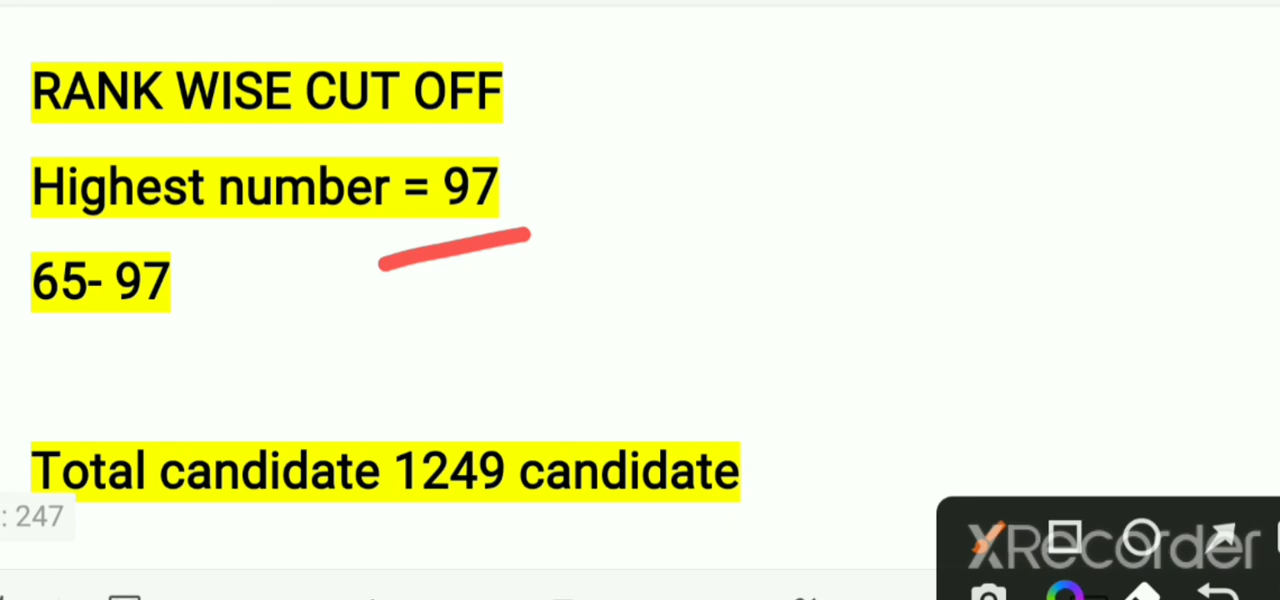 RANK WISE CUT OFF
Highest number = 97
65- 97
Total candidate 1249 candidate
: 247
XRecorder